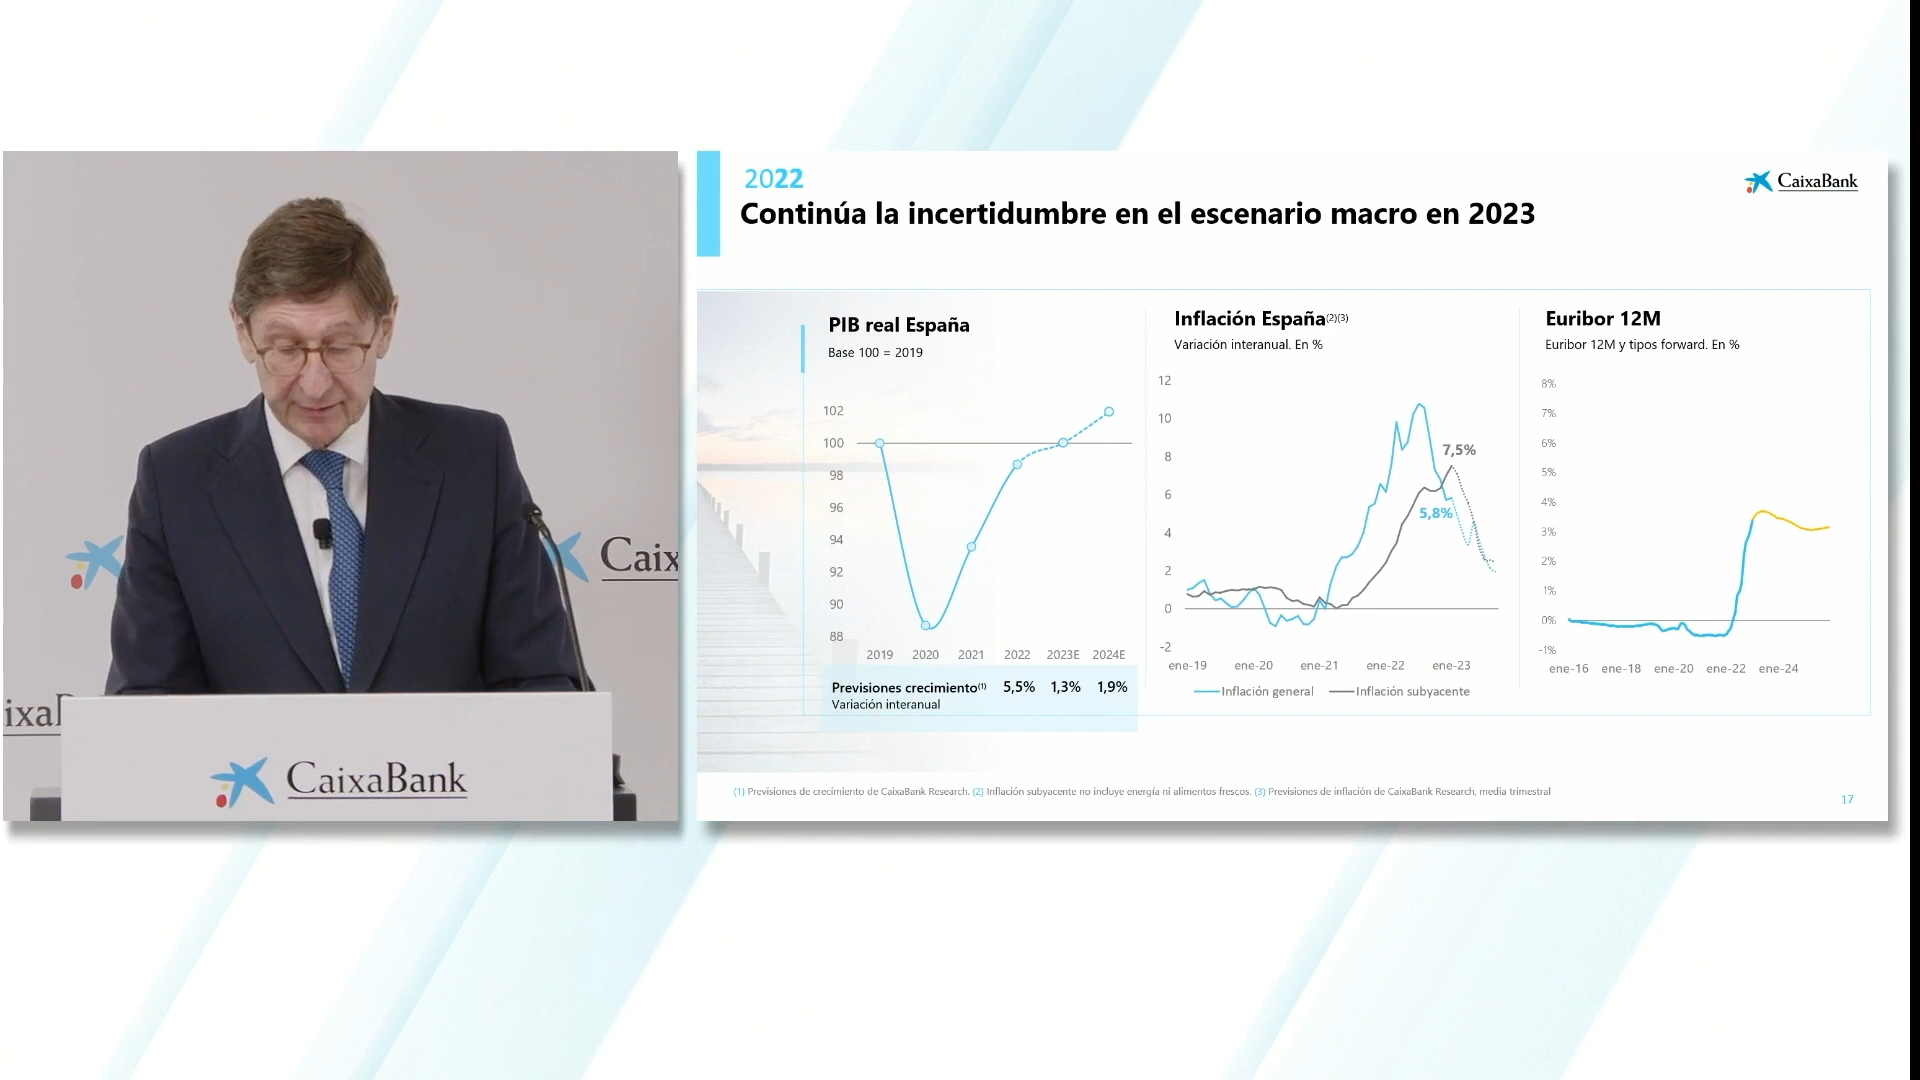 Caix
ixaB
CaixaBank
2022
Continúa la incertidumbre en el escenario macro en 2023
CaixaBank
PIB real España
Base 100 = 2019
102
100
98
96
94
92
90
88
2019 2020 2021 2022 2023E 2024E
Previsiones crecimiento(1) 5,5% 1,3% 1,9%
Variación interanual
Inflación España(2)(3)
Variación interanual. En %
12
10
8
6
4
2
0
-2
7,5%
5,8%
ene-19 ene-20 ene-21 ene-22 ene-23
Inflación general Inflación subyacente
Euribor 12M
Euribor 12M y tipos forward. En %
8%
7%
6%
5%
4%
3%
2%
1%
0%
-1%
ene-16 ene-18 ene-20 ene-22 ene-24
(1) Previsiones de crecimiento de CaixaBank Research. (2) Inflación subyacente no incluye energía ni alimentos frescos. (3) Previsiones de inflación de CaixaBank Research, media trimestral
17